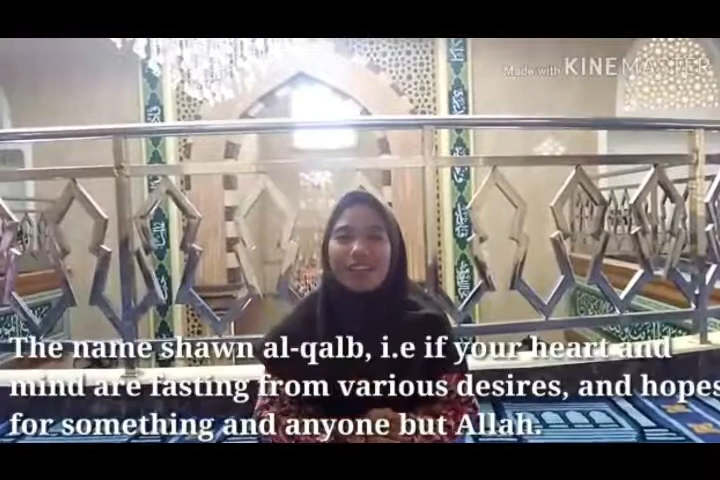 Made with KINEMASTER
The name shawn al-qalb, i.e if your heart and
mind are fasting from various desires, and hopes
for something and anyone but Allah.